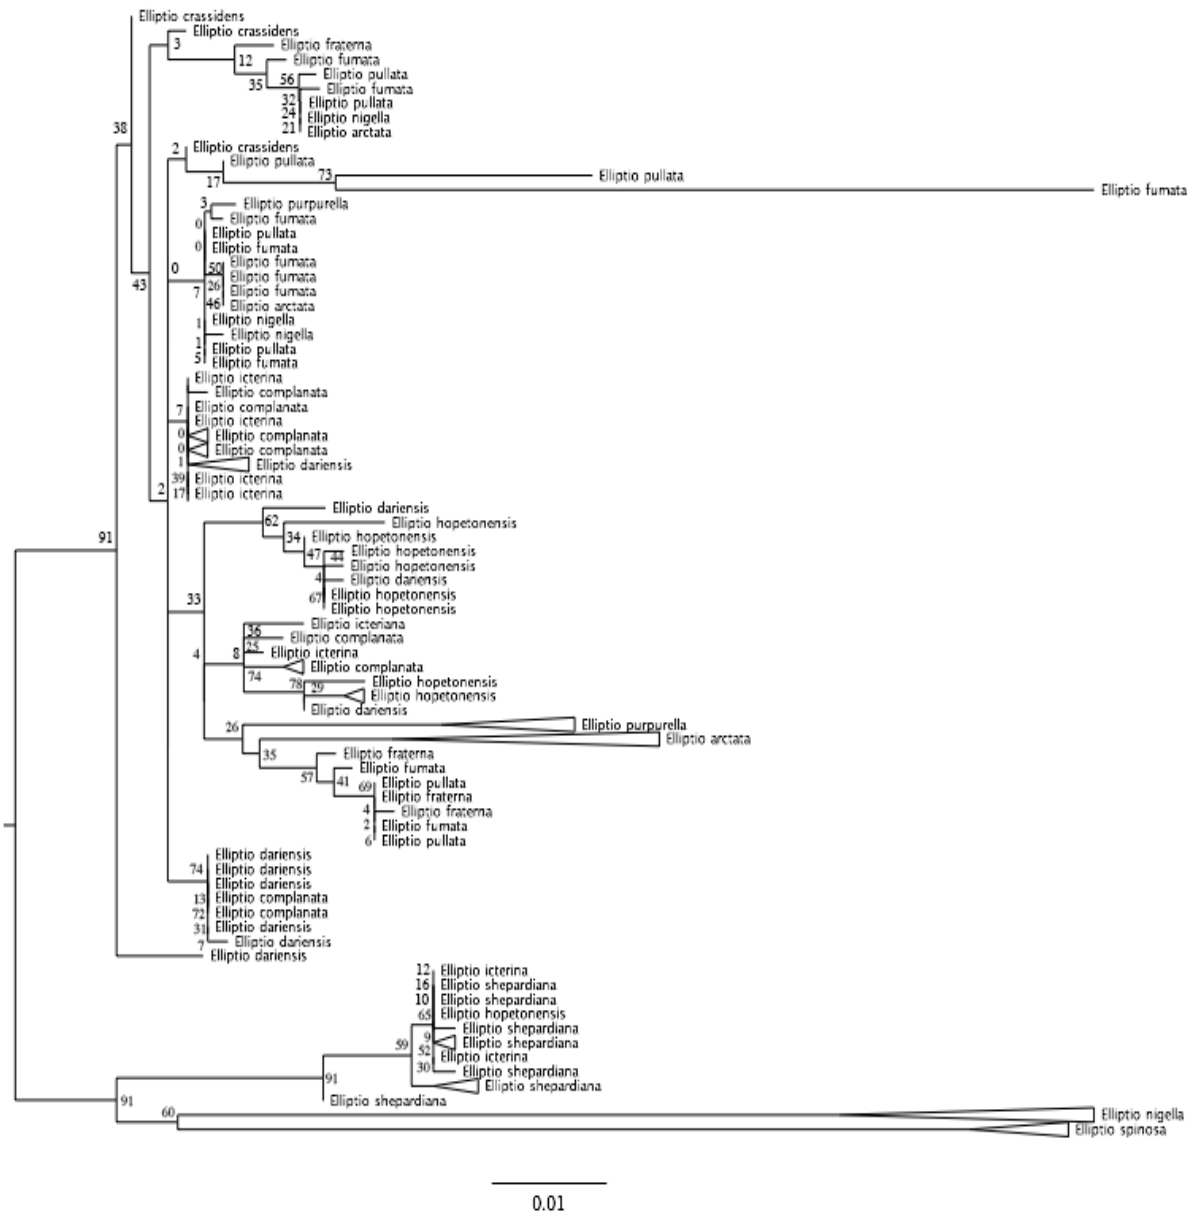 Elliptio crassidens
Elliptio crassidens
3
Elliptio fraterna
12
Elliptio fumata
35
56
Elliptio pullata
Elliptio fumata
32
Elliptio pullata
24
Elliptio nigella
21
Elliptio arctata
38
2
Elliptio crassidens
Elliptio pullata
17
73
Elliptio pullata
Elliptio fumata
3
Elliptio purpurella
Elliptio fumata
0
Elliptio pullata
0
Elliptio fumata
Elliptio fumata
0
50
Elliptio fumata
43
7
26
Elliptio fumata
46
Elliptio arctata
1
Elliptio nigella
Elliptio nigella
1
Elliptio pullata
5
Elliptio fumata
Elliptio icterina
Elliptio complanata
7
Elliptio complanata
Elliptio icterina
0
Elliptio complanata
0
Elliptio complanata
1
Elliptio dariensis
39
Elliptio icterina
2
17
Elliptio icterina
Elliptio dariensis
62
Elliptio hopetonensis
34
Elliptio hopetonensis
91
47
44
Elliptio hopetonensis
Elliptio hopetonensis
4
Elliptio dariensis
33
67
Elliptio hopetonensis
Elliptio hopetonensis
Elliptio icteriana
36
Elliptio complanata
25
4
8
Elliptio icterina
Elliptio complanata
74
78
29
Elliptio hopetonensis
Elliptio hopetonensis
Elliptio dariensis
26
Elliptio purpurella
Elliptio arctata
35
Elliptio fraterna
57
Elliptio fumata
41
69
Elliptio pullata
Elliptio fraterna
4
Elliptio fraterna
2
Elliptio fumata
6
Elliptio pullata
Elliptio dariensis
74
Elliptio dariensis
Elliptio dariensis
13
Elliptio complanata
72
Elliptio complanata
31
Elliptio dariensis
7
Elliptio dariensis
Elliptio dariensis
12
Elliptio icterina
16
Elliptio shepardiana
10
Elliptio shepardiana
65
Elliptio hopetonensis
Elliptio shepardiana
59
9
Elliptio shepardiana
52
Elliptio icterina
30
Elliptio shepardiana
91
Elliptio shepardiana
Elliptio shepardiana
91
60
Elliptio nigella
Elliptio spinosa
0.01